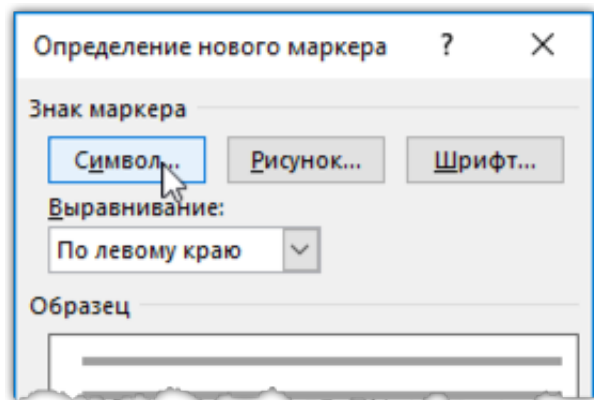 Определение нового маркера ?
Знак маркера
Символ... Рисунок... Шрифт...
Выравнивание:
По левому краю
Образец